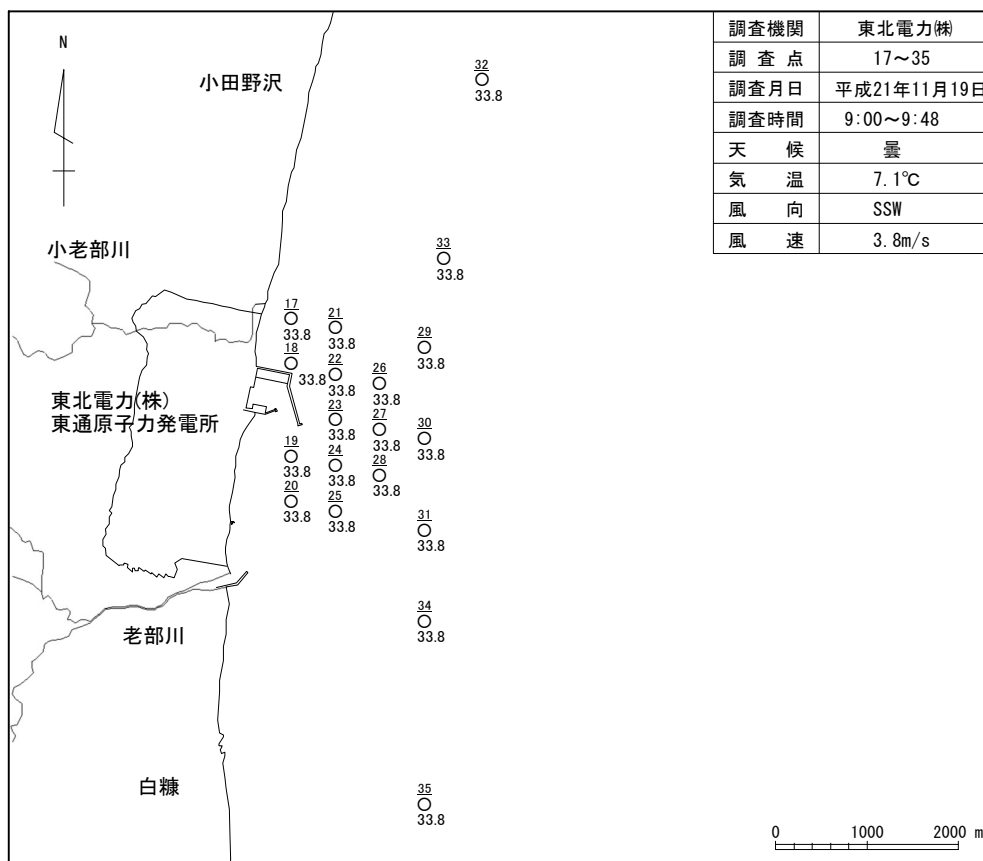 調査機関 東北電力㈱
調査点 17～35
調査月日 平成21年11月19日
調査時間 9:00～9:48
天候 曇
気温 7.1℃
風向 SSW
風速 3.8m/s
N
小田野沢
32
33.8
小老部川
33
33.8
17
33.8
21
33.8
18
33.8
29
33.8
22
33.8
26
33.8
東北電力(株)
東通原子力発電所
23
33.8
27
33.8
30
33.8
19
33.8
24
33.8
28
33.8
20
33.8
25
33.8
31
33.8
34
33.8
老部川
白糠
35
33.8
0 1000 2000 m